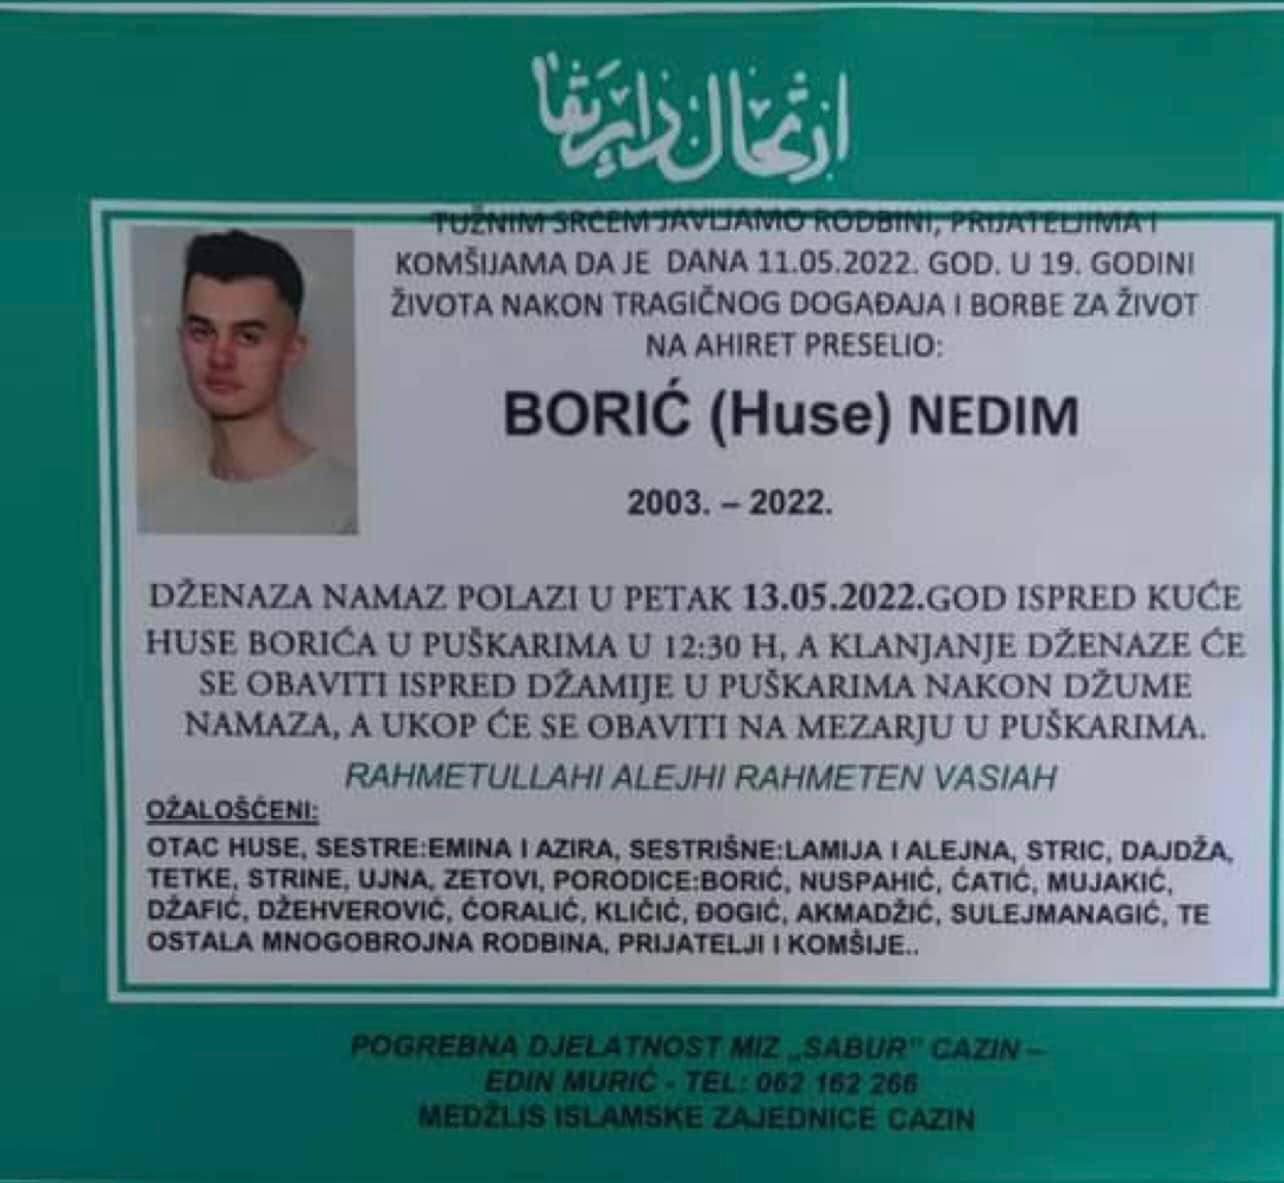 ارتحال دار بقا
TUŽNIM SRCEM JAVLJAMO RODBINI, PRIJATELJIMA I
KOMŠIJAMA DA JE DANA 11.05.2022. GOD. U 19. GODINI
ŽIVOTA NAKON TRAGIČNOG DOGAĐAJA I BORBE ZA ŽIVOT
NA AHIRET PRESELIO:
BORIĆ (Huse) NEDIM
2003. – 2022.
DŽENAZA NAMAZ POLAZI U PETAK 13.05.2022.GOD ISPRED KUĆE
HUSE BORIĆA U PUŠKARIMA U 12:30 H, A KLANJANJE DŽENAZE ĆE
SE OBAVITI ISPRED DŽAMIJE U PUŠKARIMA NAKON DŽUME
NAMAZA, A UKOP ĆE SE OBAVITI NA MEZARJU U PUŠKARIMA.
RAHMETULLAHI ALEJHI RAHMETEN VASIAH
OŽALOŠĆENI:
OTAC HUSE, SESTRE:EMINA I AZIRA, SESTRIŠNE:LAMIJA I ALEJNA, STRIC, DAJDŽA,
TETKE, STRINE, UJNA, ZETOVI, PORODICE:BORIĆ, NUSPAHIĆ, ĆATIĆ, MUJAKIĆ,
DŽAFIĆ, DŽEHVEROVIĆ, ĆORALIĆ, KLIČIĆ, ĐOGIĆ, AKMADŽIĆ, SULEJMANAGIĆ, TE
OSTALA MNOGOBROJNA RODBINA, PRIJATELJI I KOMŠIJE..
POGREBNA DJELATNOST MIZ „SABUR" CAZIN –
EDIN MURIĆ - TEL: 062 162 266
MEDŽLIS ISLAMSKE ZAJEDNICE CAZIN